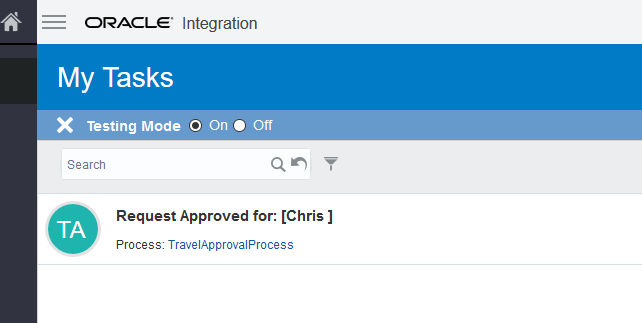 ORACLE® Integration
My Tasks
Testing Mode On Off
Search
TA
Request Approved for: [Chris ]
Process: TravelApprovalProcess